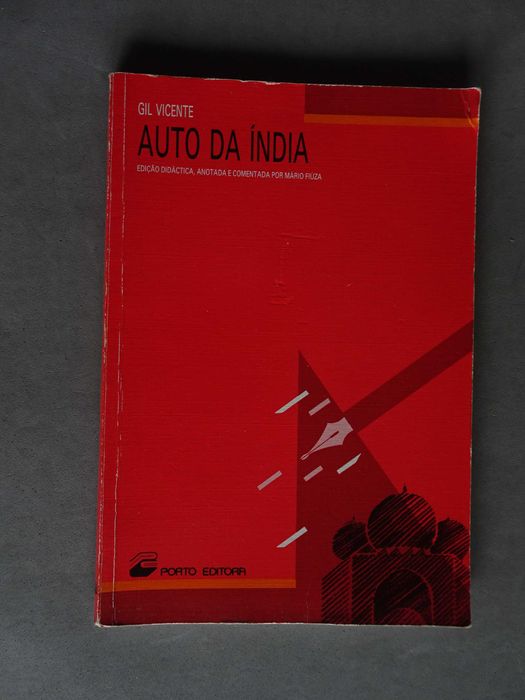 GIL VICENTE
AUTO DA ÍNDIA
EDIÇÃO DIDÁCTICA, ANOTADA E COMENTADA POR MÁRIO FIÚZA
PORTO EDITORA